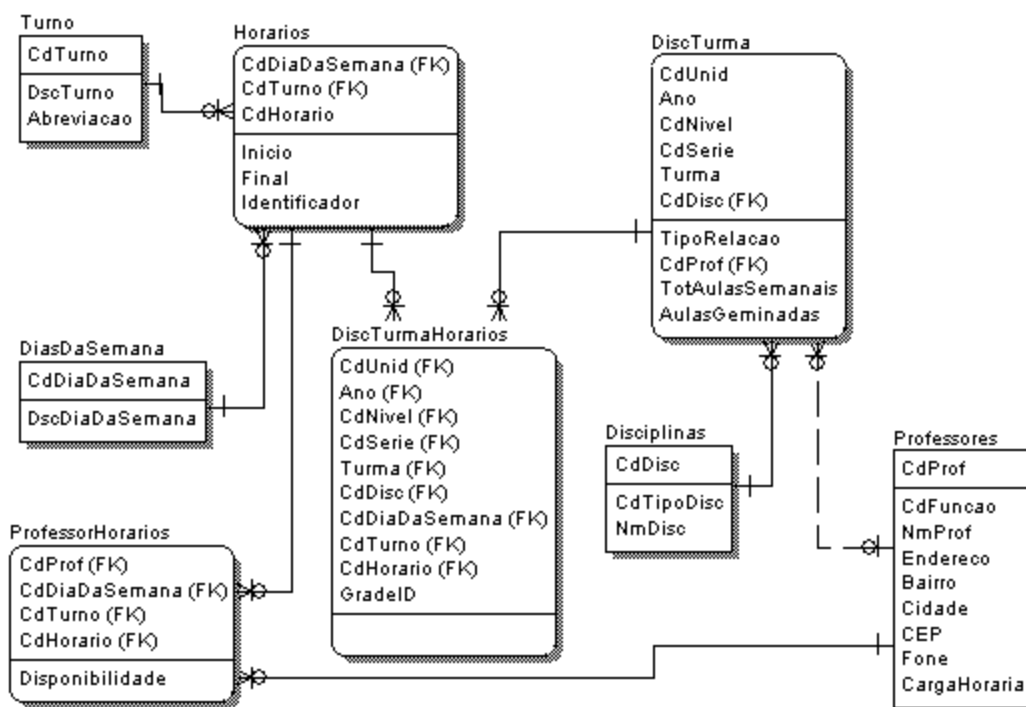 Turno
CdTurno
DscTurno
Abreviacao
Horarios
CdDiaDaSemana (FK)
CdTurno (FK)
CdHorario
Inicio
Final
Identificador
DiscTurma
CdUnid
Ano
CdNivel
CdSerie
Turma
CdDisc (FK)
TipoRelacao
CdProf (FK)
TotAulasSemanais
AulasGeminadas
DiasDaSemana
CdDiaDaSemana
DscDiaDaSemana
DiscTurmaHorarios
CdUnid (FK)
Ano (FK)
CdNivel (FK)
CdSerie (FK)
Turma (FK)
CdDisc (FK)
CdDiaDaSemana (FK)
CdTurno (FK)
CdHorario (FK)
GradeID
Disciplinas
CdDisc
CdTipoDisc
NmDisc
Professores
CdProf
CdFuncao
NmProf
Endereco
Bairro
Cidade
CEP
Fone
CargaHoraria
ProfessorHorarios
CdProf (FK)
CdDiaDaSemana (FK)
CdTurno (FK)
CdHorario (FK)
Disponibilidade